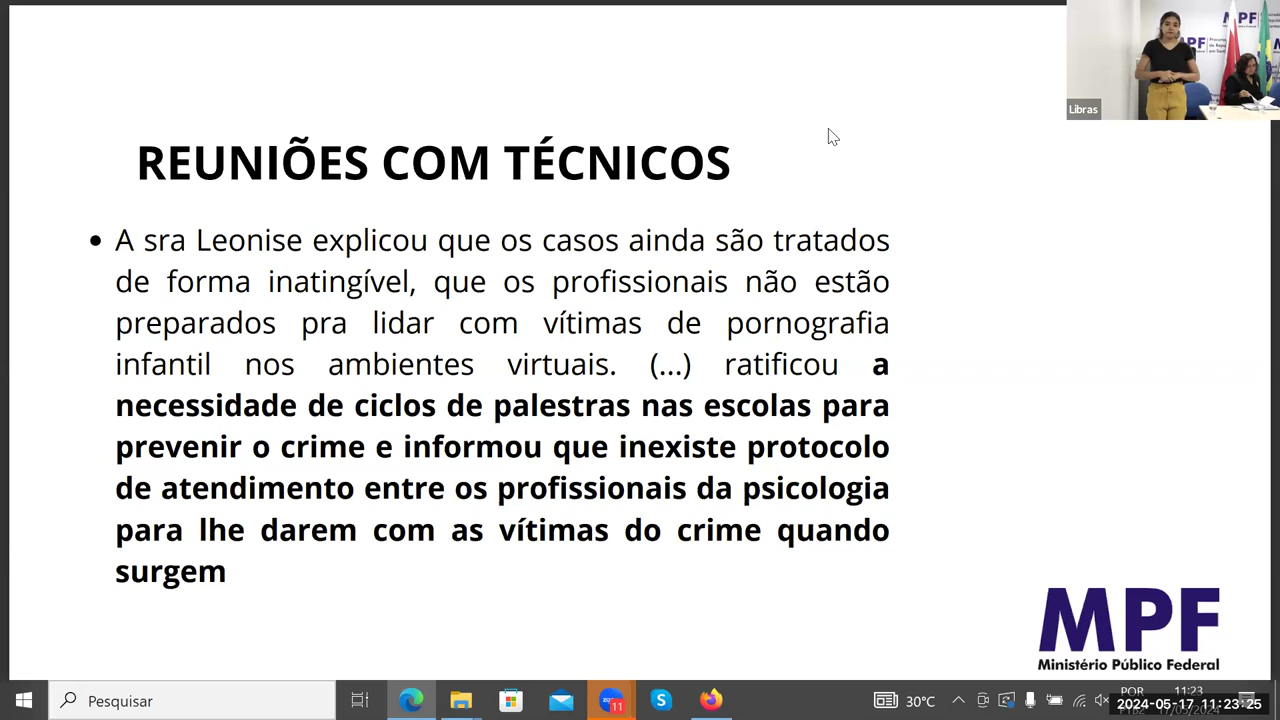 MPF
MPF
Libras
REUNIÕES COM TÉCNICOS
• A sra Leonise explicou que os casos ainda são tratados
de forma inatingível, que os profissionais não estão
preparados pra lidar com vítimas de pornografia
infantil nos ambientes virtuais. (...) ratificou a
necessidade de ciclos de palestras nas escolas para
prevenir o crime e informou que inexiste protocolo
de atendimento entre os profissionais da psicologia
para lhe darem com as vítimas do crime quando
surgem
MPF
Ministério Público Federal
Pesquisar
11
30°C
POR
11:23
2024-05-17 11:23:25